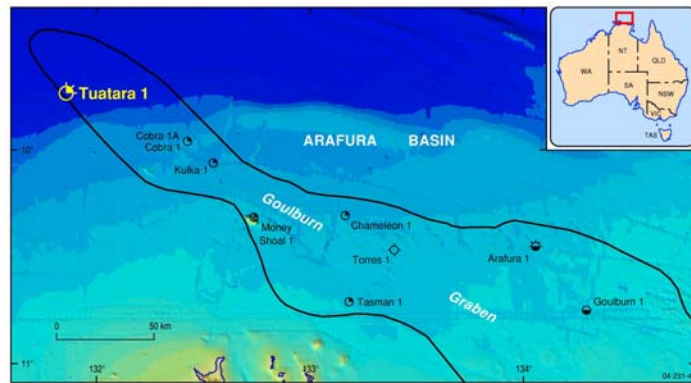 Tuatara 1
Cobra 1A
Cobra 1
Kulka 1
ARAFURA BASIN
Goulburn
Money
Shoal 1
Chameleon 1
Torres 1
Arafura 1
Tasman 1
Graben
Goulburn 1
10°
11°
0
50 km
132°
133°
134°
WA
NT
QLD
SA
NSW
VIC
TAS